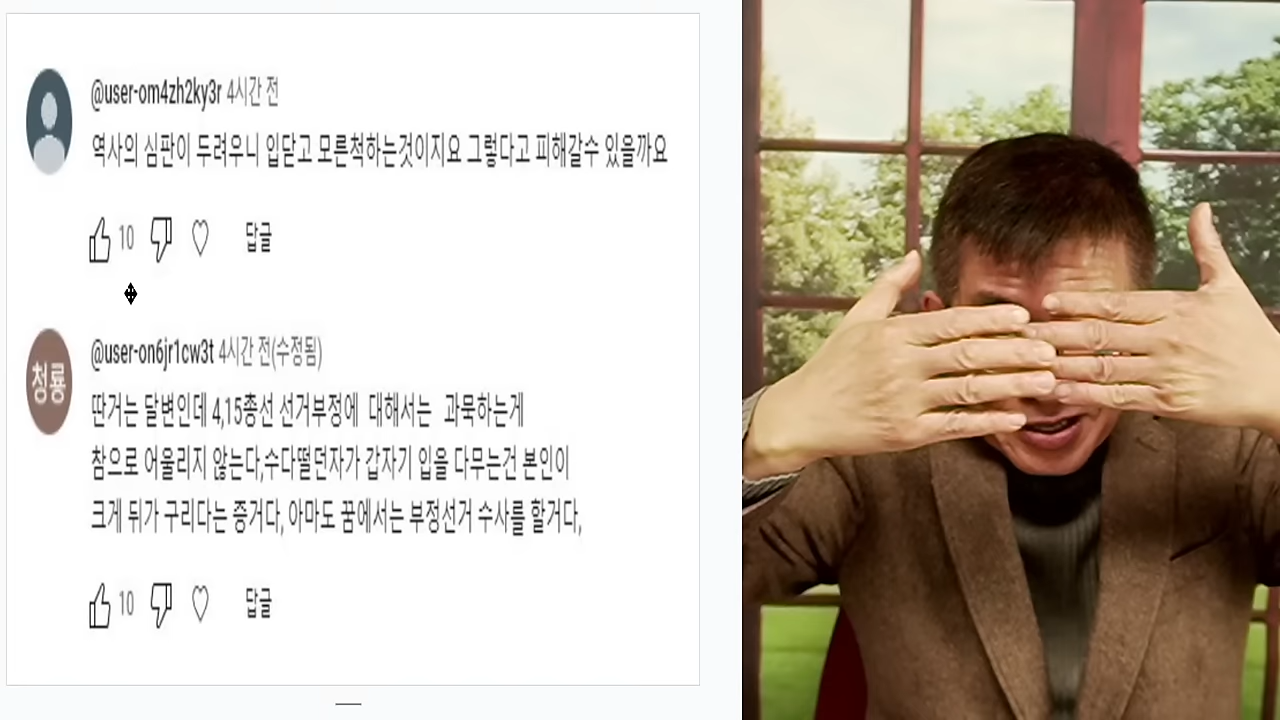 @user-om4zh2ky3r 4시간 전
역사의 심판이 두려우니 입닫고 모른척하는것이지요 그렇다고 피해갈수 있을까요
10 답글
청룡
@user-on6jr1cw3t 4시간 전(수정됨)
딴거는 달변인데 4,15총선 선거부정에 대해서는 과묵하는게
참으로 어울리지 않는다,수다떨던자가 갑자기 입을 다무는건 본인이
크게 뒤가 구리다는 증거다, 아마도 꿈에서는 부정선거 수사를 할거다,
10 답글